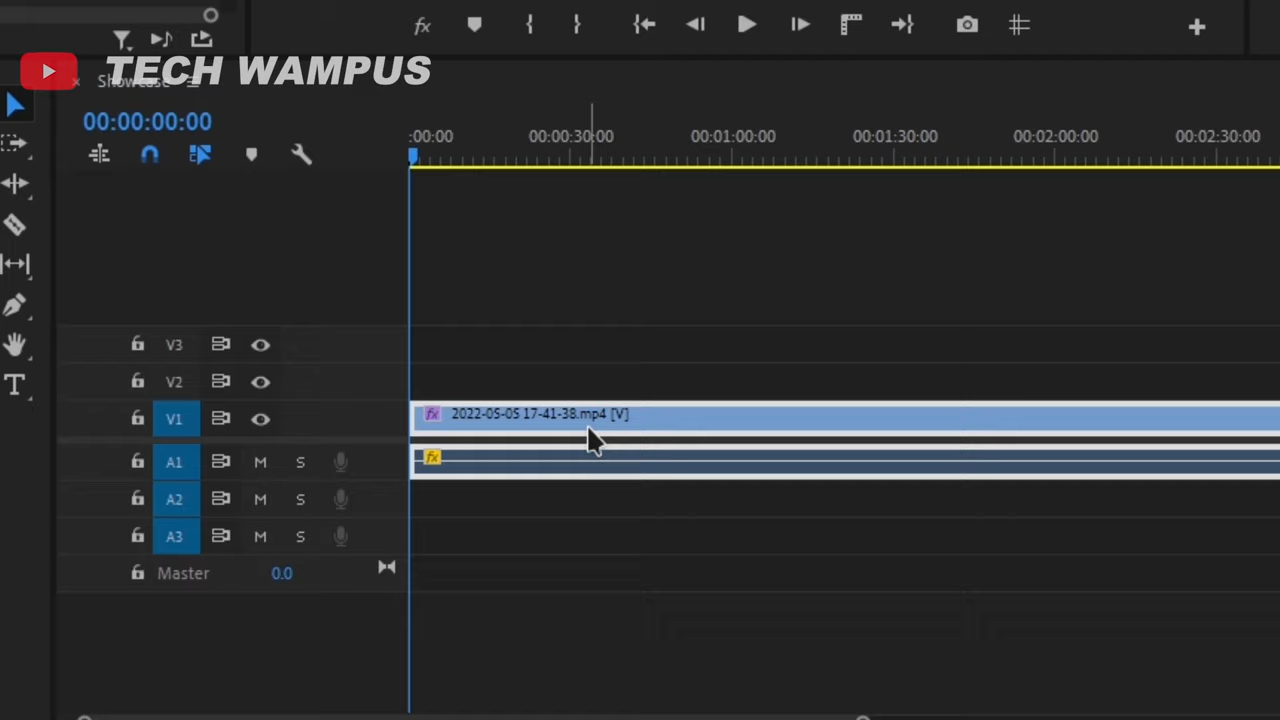 fx
TECH WAMPUS
× Showcase
00:00:00:00
:00:00 00:00:30:00 00:01:00:00 00:01:30:00 00:02:00:00 00:02:30:00
V3
V2
V1 fx 2022-05-05 17-41-38.mp4 [V]
A1 M S fx
A2 M S
A3 M S
Master 0.0